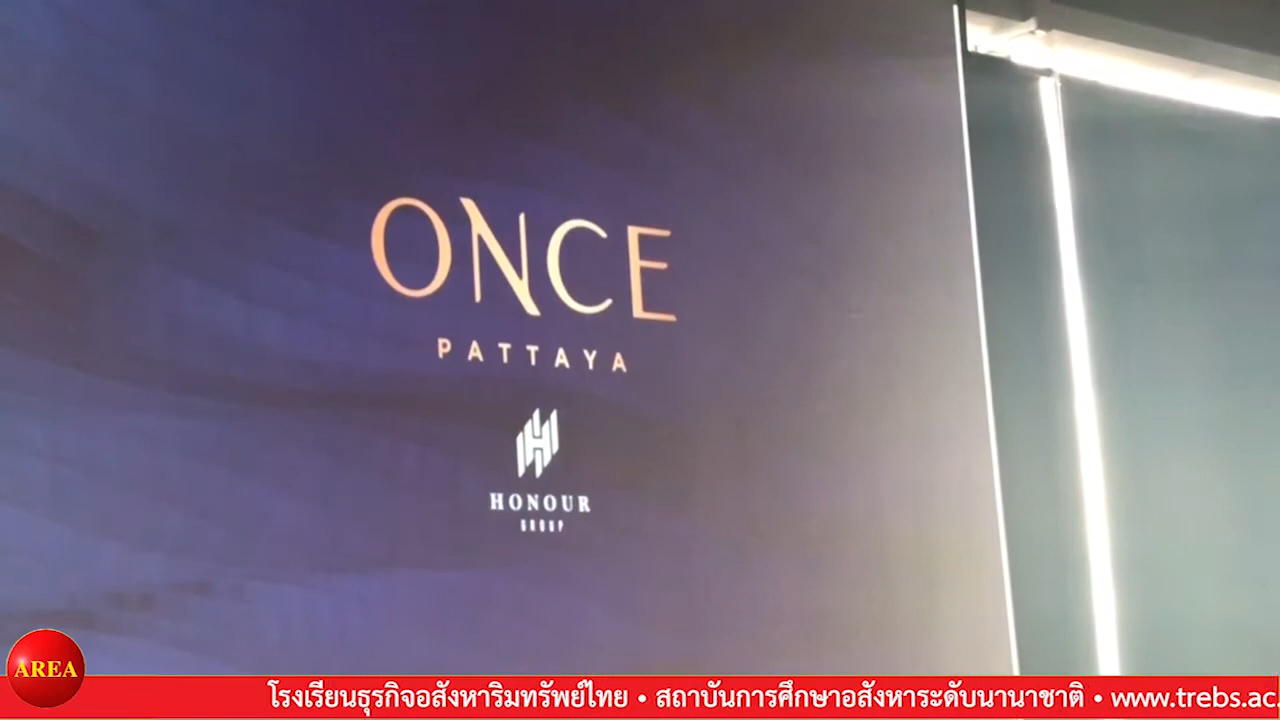 ONCE
PATTAYA
HONOUR
GROUP
AREA
โรงเรียนธุรกิจอสังหาริมทรัพย์ไทย • สถาบันการศึกษาอสังหาระดับนานาชาติ • www.trebs.ac